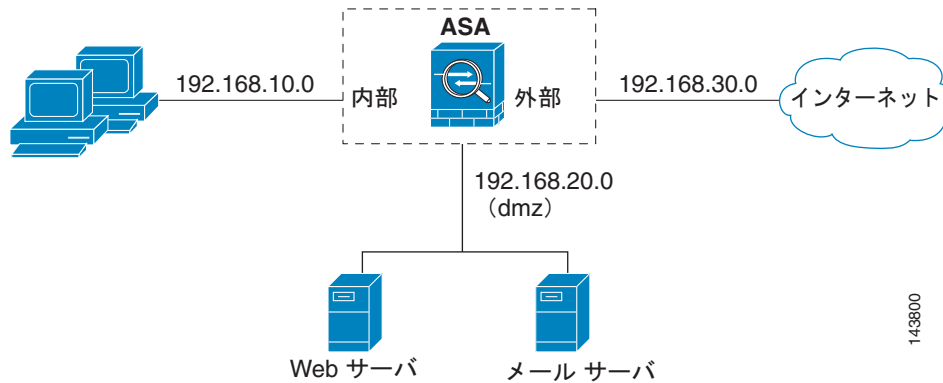 ASA
192.168.10.0
内部
外部
192.168.30.0
インターネット
192.168.20.0
（dmz）
Web サーバ
メール サーバ
143800